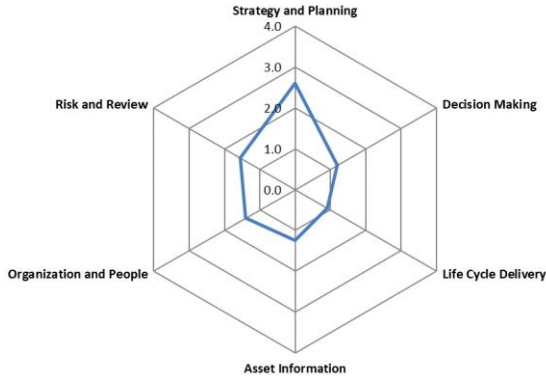 Strategy and Planning
4.0
3.0
Risk and Review
2.0
Decision Making
1.0
0.0
Organization and People
Life Cycle Delivery
Asset Information